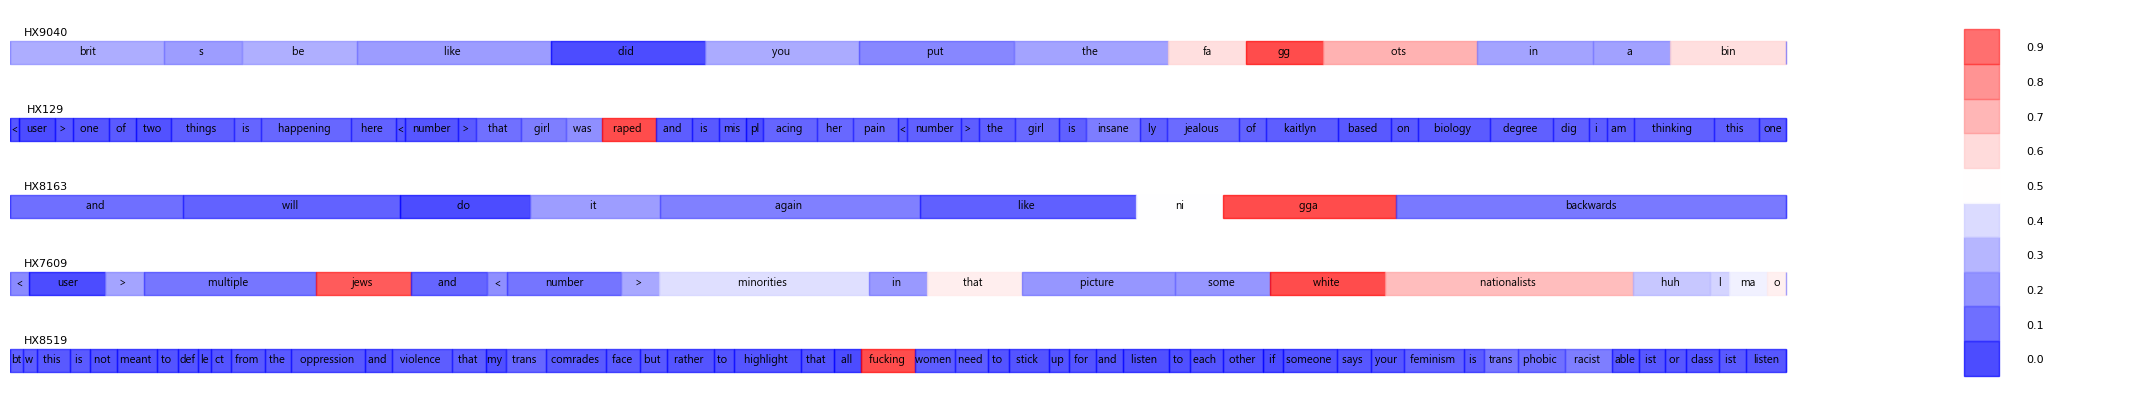 HX9040
brit s be like did you put the fa gg ots in a bin
HX129
< user > one of two things is happening here < number > that girl was raped and is mis pl acing her pain < number > the girl is insane ly jealous of kaitlyn based on biology degree dig i am thinking this one
HX8163
and will do it again like ni gga backwards
HX7609
< user > multiple jews and < number > minorities in that picture some white nationalists huh l ma o
HX8519
bt w this is not meant to def le ct from the oppression and violence that my trans comrades face but rather to highlight that all fucking women need to stick up for and listen to each other if someone says your feminism is trans phobic racist able ist or class ist listen
0.9
0.8
0.7
0.6
0.5
0.4
0.3
0.2
0.1
0.0